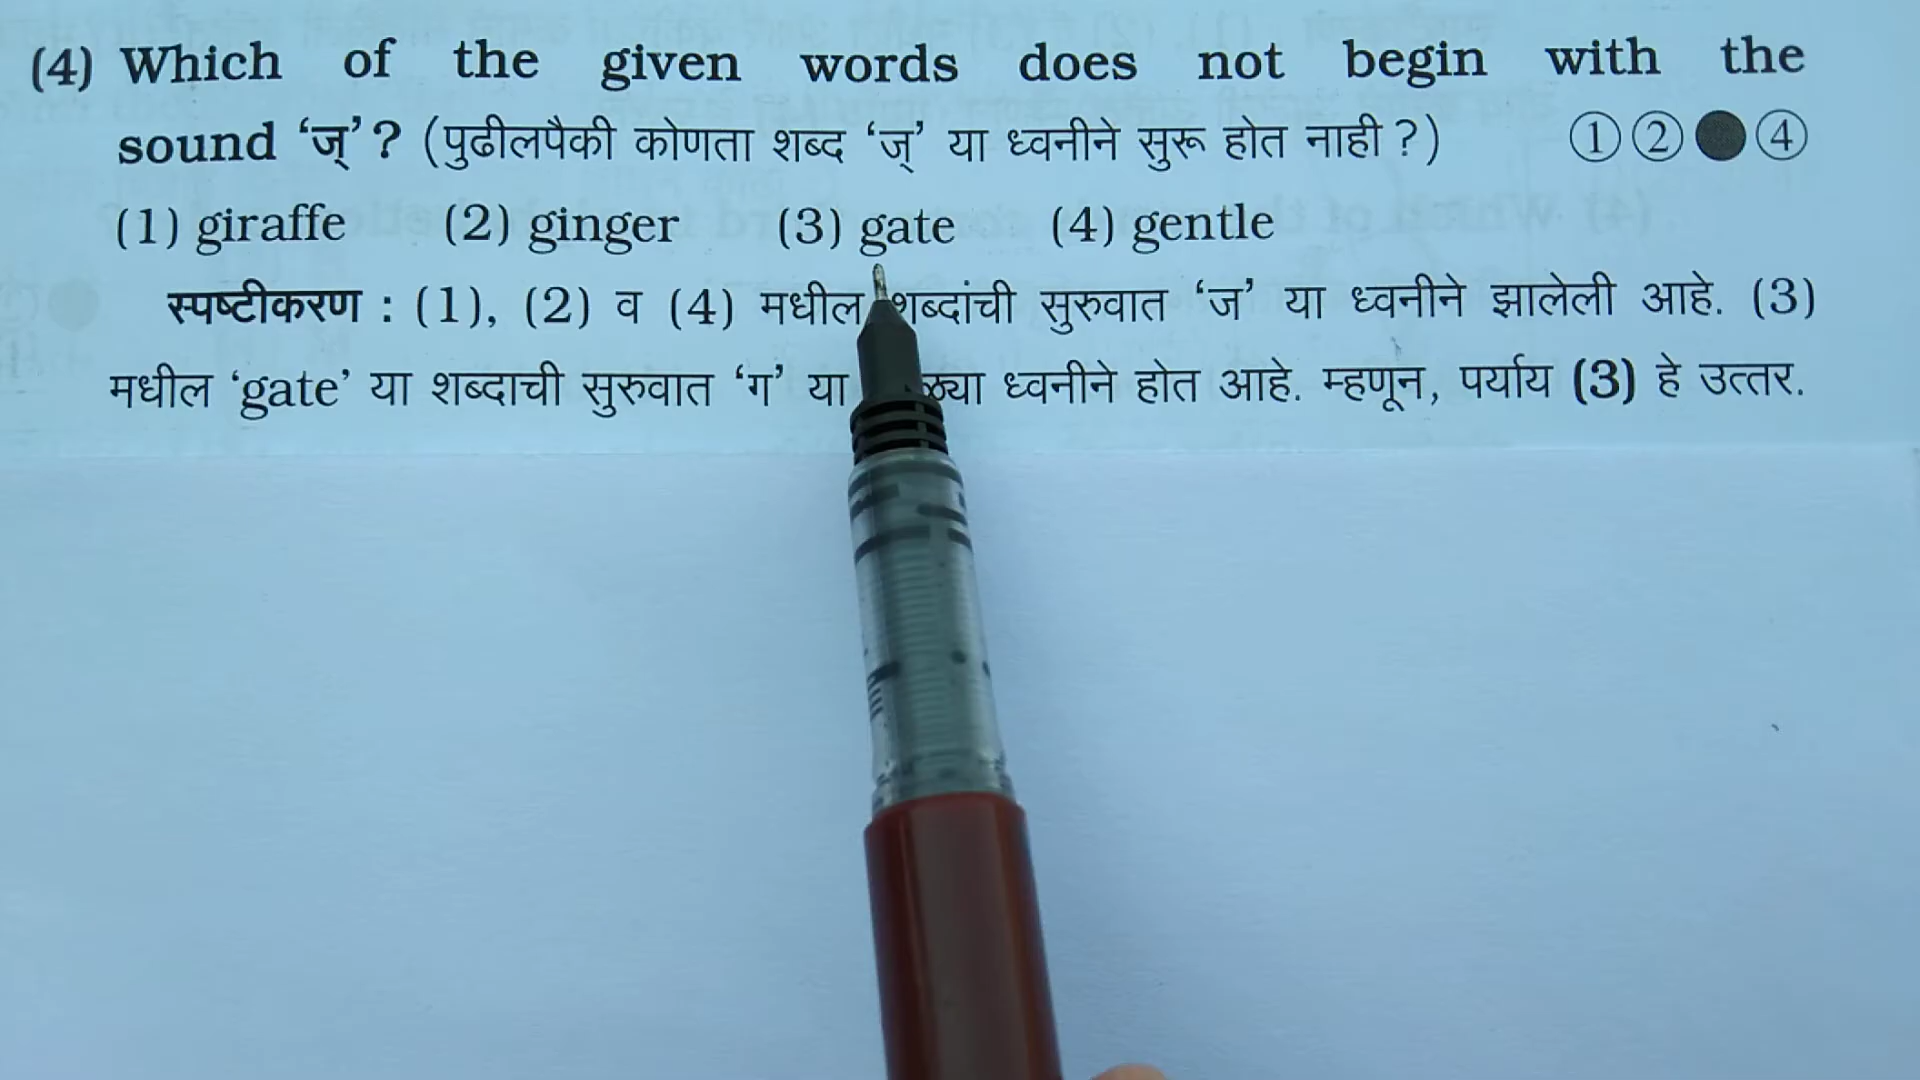 (4) Which of the given words does not begin with the
sound ‘ज्’? (पुढीलपैकी कोणता शब्द ‘ज्’ या ध्वनीने सुरू होत नाही ?) ① ② ● ④
(1) giraffe (2) ginger (3) gate (4) gentle
स्पष्टीकरण : (1), (2) व (4) मधील शब्दांची सुरुवात ‘ज’ या ध्वनीने झालेली आहे. (3)
मधील ‘gate’ या शब्दाची सुरुवात ‘ग’ या ध्वनीने होत आहे. म्हणून, पर्याय (3) हे उत्तर.